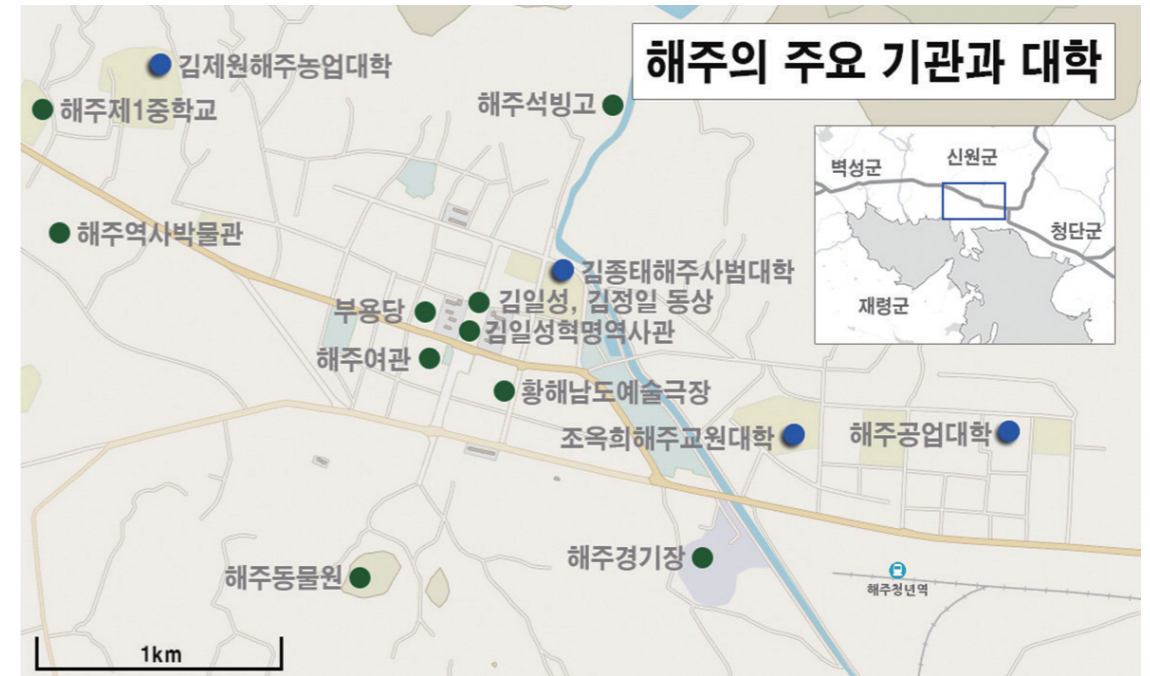 해주의 주요 기관과 대학
김제원해주농업대학
해주제1중학교
해주석빙고
벽성군
신원군
청단군
재령군
해주역사박물관
김종태해주사범대학
김일성, 김정일 동상
부용당
김일성혁명역사관
해주여관
황해남도예술극장
조옥희해주교원대학
해주공업대학
해주경기장
해주동물원
해주청년역
1km